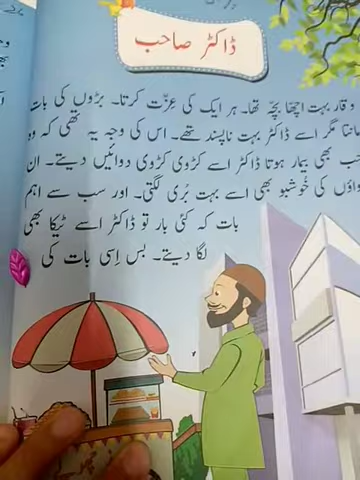 ڈاکٹر صاحب
وقار بہت اچھا بچّہ تھا۔ ہر ایک کی عزّت کرتا۔ بڑوں کی بات
مانتا مگر اسے ڈاکٹر بہت ناپسند تھے۔ اس کی وجہ یہ تھی کہ وہ
جب بھی بیمار ہوتا ڈاکٹر اسے کڑوی کڑوی دوائیں دیتے۔ ان
دواؤں کی خُوشبو بھی اسے بہت بُری لگتی۔ اور سب سے اہم
بات کہ کئی بار تو ڈاکٹر اسے ٹیکا بھی
لگا دیتے۔ بس اِسی بات کی